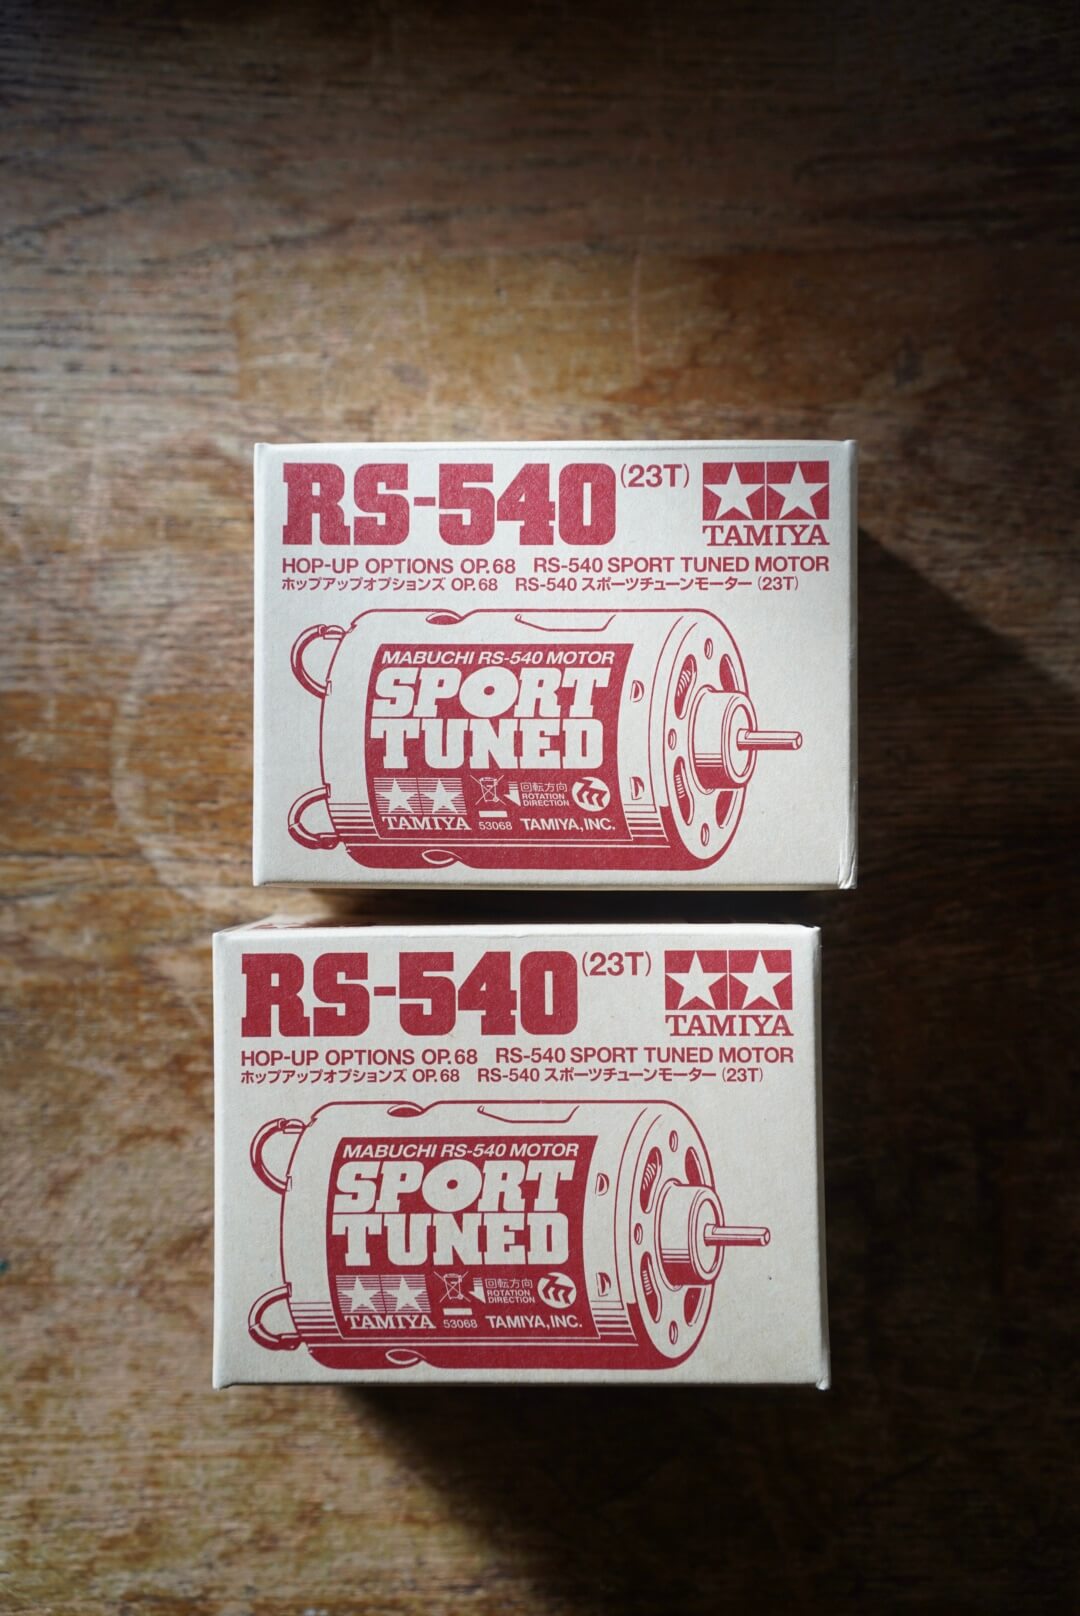 RS-540 (23T)
TAMIYA
HOP-UP OPTIONS OP.68 RS-540 SPORT TUNED MOTOR
ホップアップオプションズ OP.68 RS-540 スポーツチューンモーター (23T)
MABUCHI RS-540 MOTOR
SPORT
TUNED
回転方向
ROTATION
DIRECTION
TAMIYA 53068 TAMIYA, INC.
RS-540 (23T)
TAMIYA
HOP-UP OPTIONS OP.68 RS-540 SPORT TUNED MOTOR
ホップアップオプションズ OP.68 RS-540 スポーツチューンモーター (23T)
MABUCHI RS-540 MOTOR
SPORT
TUNED
回転方向
ROTATION
DIRECTION
TAMIYA 53068 TAMIYA, INC.